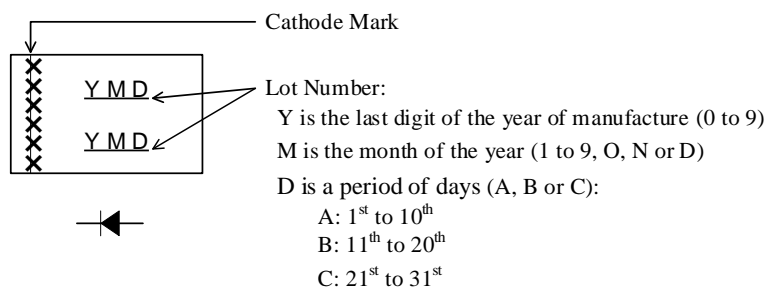 Cathode Mark
Y M D
Y M D
Lot Number:
Y is the last digit of the year of manufacture (0 to 9)
M is the month of the year (1 to 9, O, N or D)
D is a period of days (A, B or C):
A: 1st to 10th
B: 11th to 20th
C: 21st to 31st